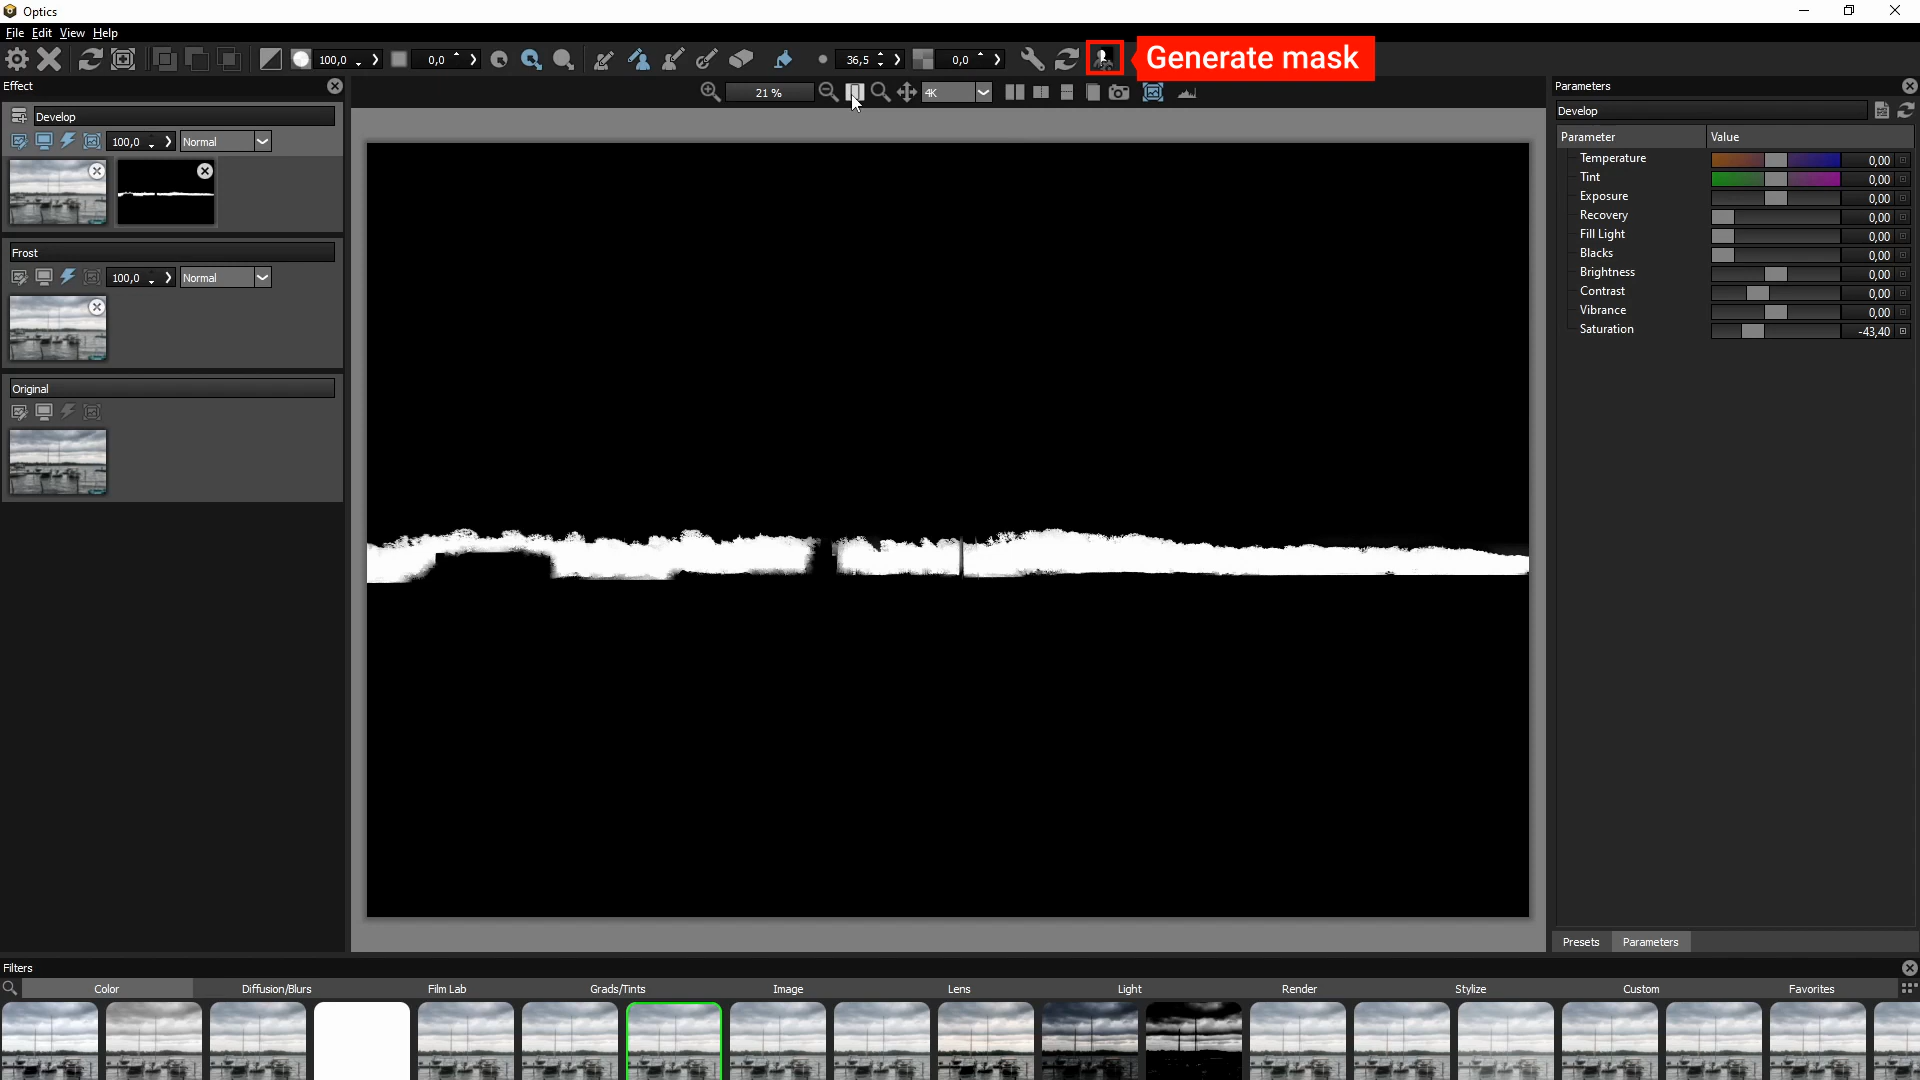 Optics
File Edit View Help
100,0 0,0 36,5 0,0 Generate mask
Effect
21 % 4K
Parameters
Develop
100,0 Normal
Frost
100,0 Normal
Original
Develop
Parameter Value
Temperature 0,00
Tint 0,00
Exposure 0,00
Recovery 0,00
Fill Light 0,00
Blacks 0,00
Brightness 0,00
Contrast 0,00
Vibrance 0,00
Saturation -43,40
Presets Parameters
Filters
Color Diffusion/Blurs Film Lab Grads/Tints Image Lens Light Render Stylize Custom Favorites